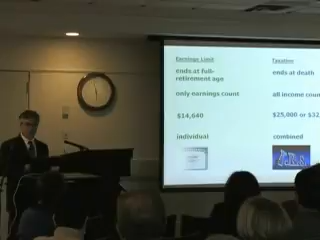 Earnings Limit Taxation
ends at full-
retirement age ends at death
only earnings count all income coun
$14,640 $25,000 or $32
individual combined